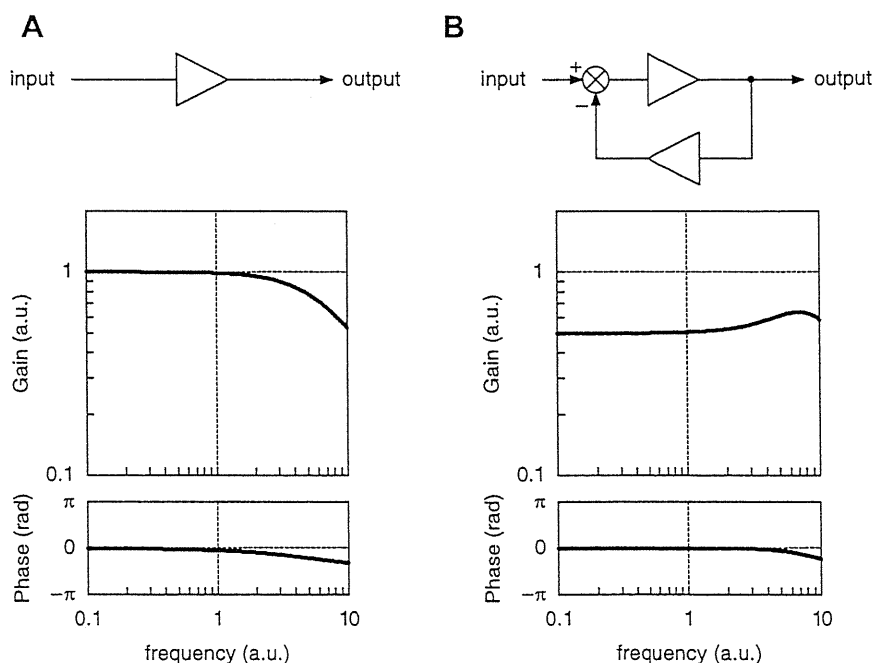 A
input
output
Gain (a.u.)
1
0.1
Phase (rad)
π
0
−π
0.1
1
10
frequency (a.u.)
B
input
+
−
output
Gain (a.u.)
1
0.1
Phase (rad)
π
0
−π
0.1
1
10
frequency (a.u.)